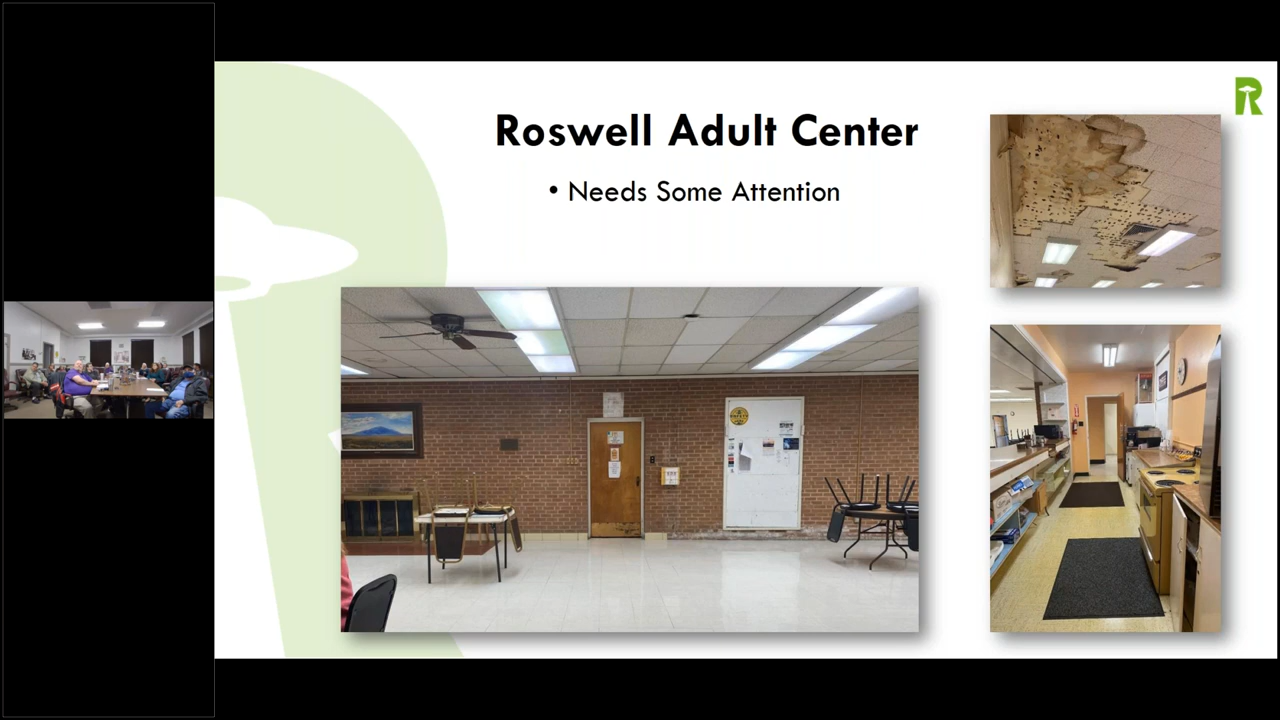 Roswell Adult Center
• Needs Some Attention
R